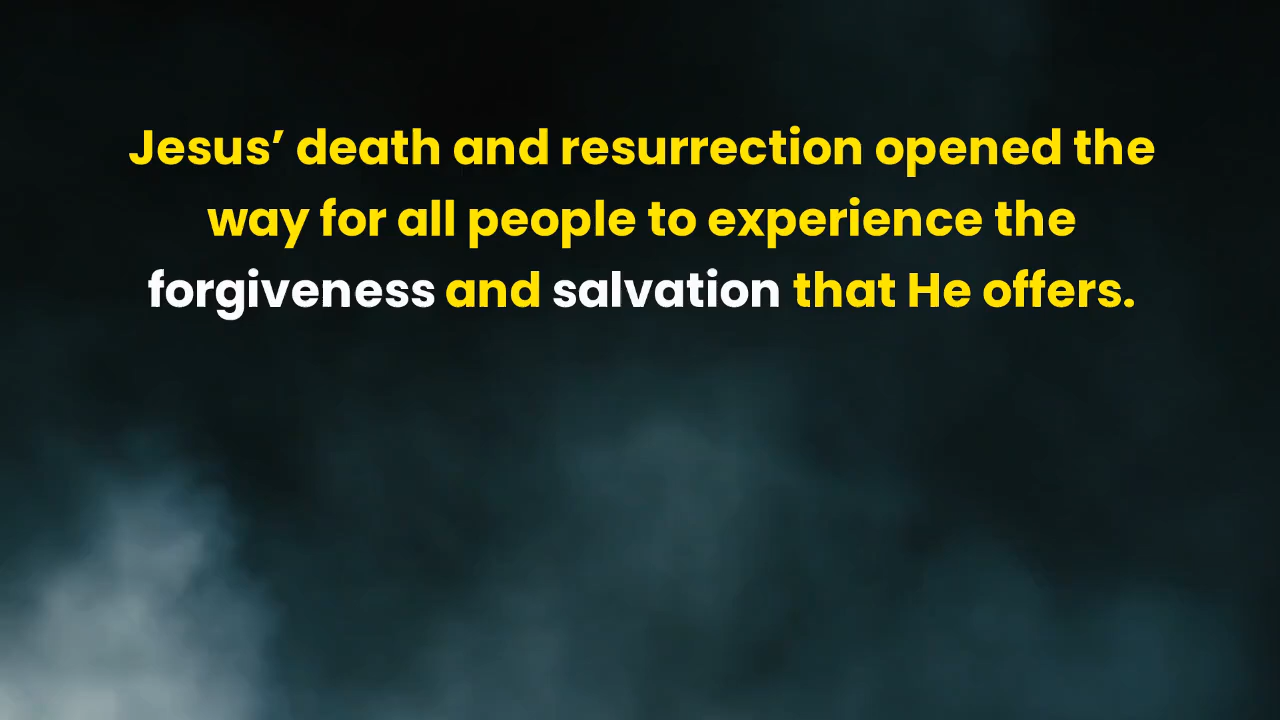 Jesus’ death and resurrection opened the
way for all people to experience the
forgiveness and salvation that He offers.